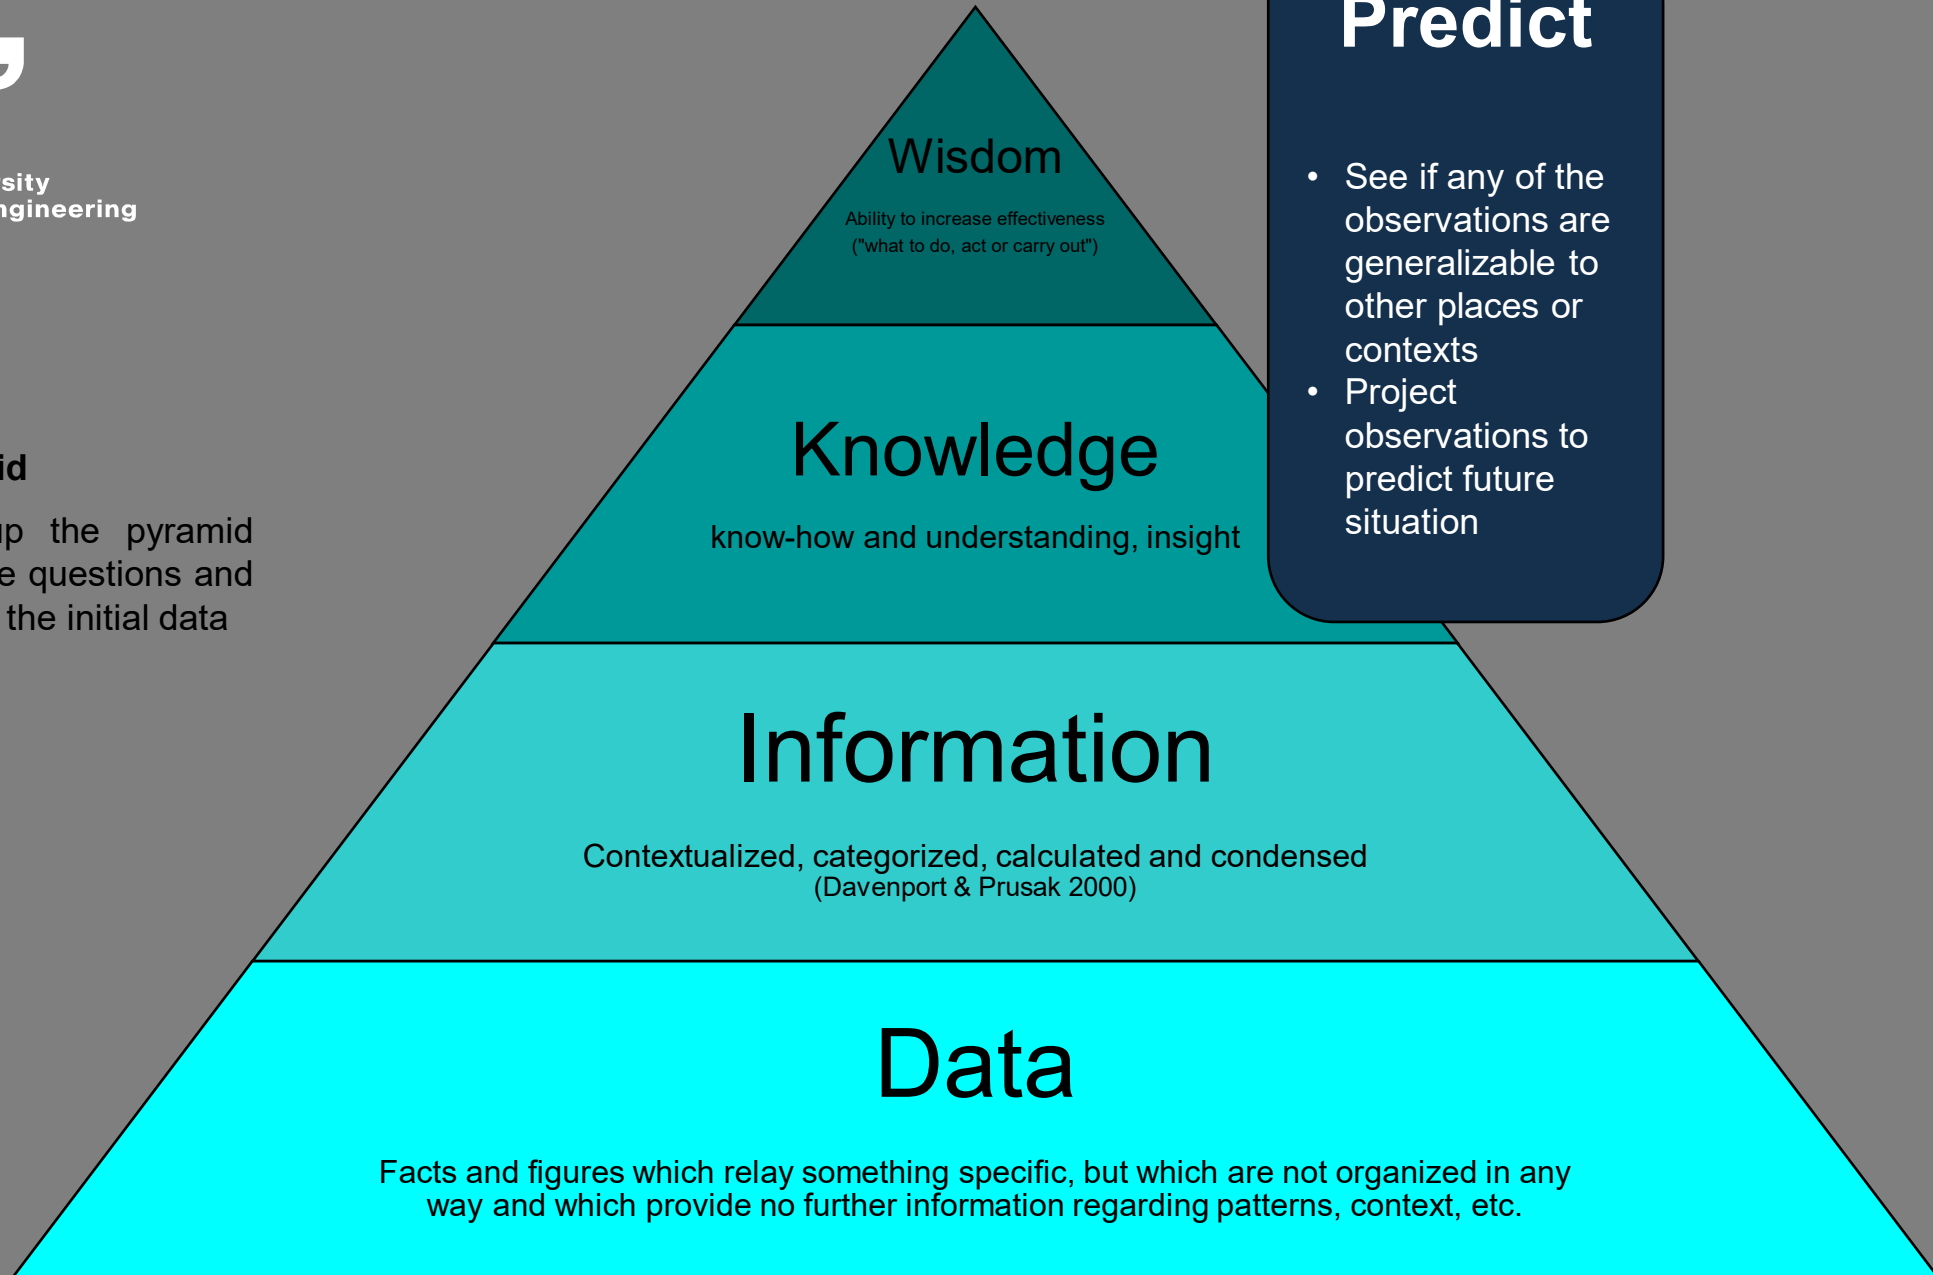 Predict
• See if any of the
observations are
generalizable to
other places or
contexts
• Project
observations to
predict future
situation
Wisdom
Ability to increase effectiveness
("what to do, act or carry out")
Knowledge
know-how and understanding, insight
Information
Contextualized, categorized, calculated and condensed
(Davenport & Prusak 2000)
Data
Facts and figures which relay something specific, but which are not organized in any
way and which provide no further information regarding patterns, context, etc.
the pyramid
questions and
the initial data